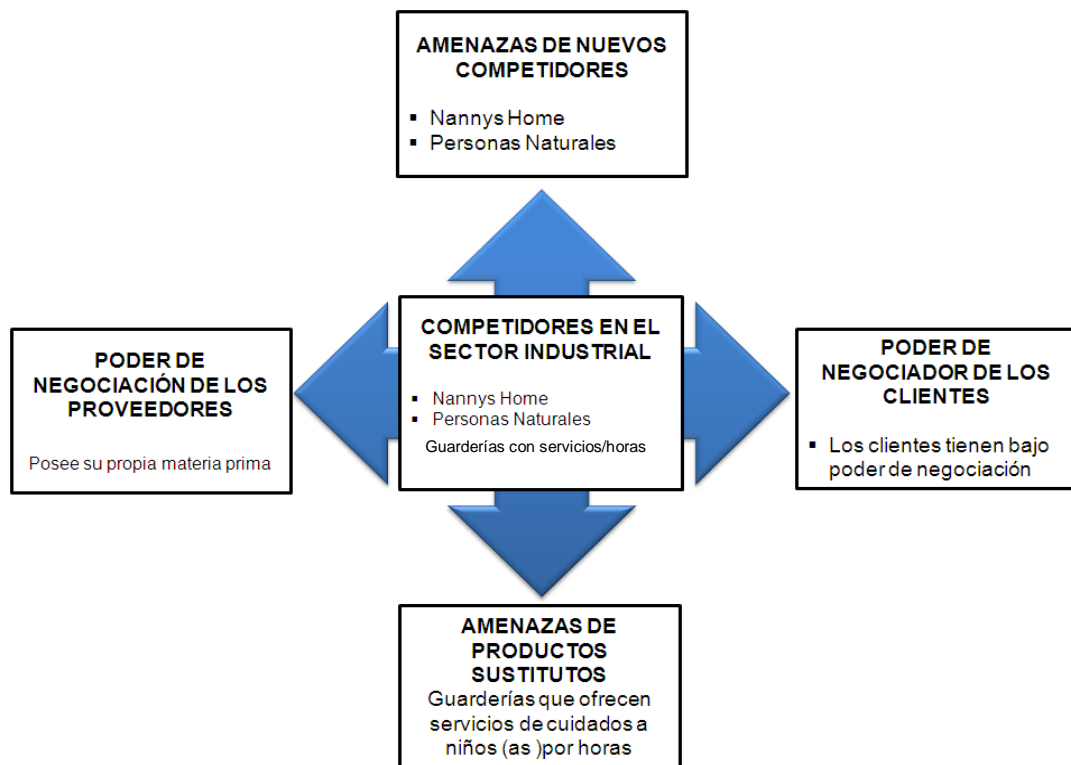 AMENAZAS DE NUEVOS
COMPETIDORES
▪ Nannys Home
▪ Personas Naturales
COMPETIDORES EN EL
SECTOR INDUSTRIAL
▪ Nannys Home
▪ Personas Naturales
Guarderías con servicios/horas
PODER DE
NEGOCIACIÓN DE LOS
PROVEEDORES
Posee su propia materia prima
PODER DE
NEGOCIADOR DE LOS
CLIENTES
▪ Los clientes tienen bajo
poder de negociación
AMENAZAS DE
PRODUCTOS
SUSTITUTOS
Guarderías que ofrecen
servicios de cuidados a
niños (as )por horas